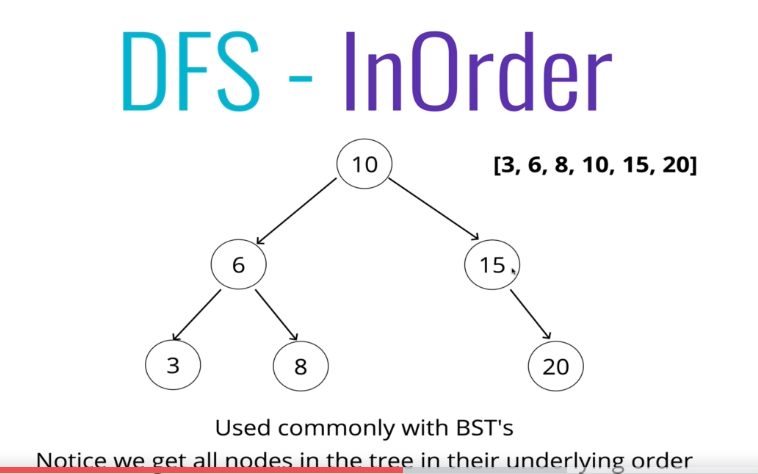 DFS - InOrder
10
[3, 6, 8, 10, 15, 20]
6
15
3
8
20
Used commonly with BST's
Notice we get all nodes in the tree in their underlying order